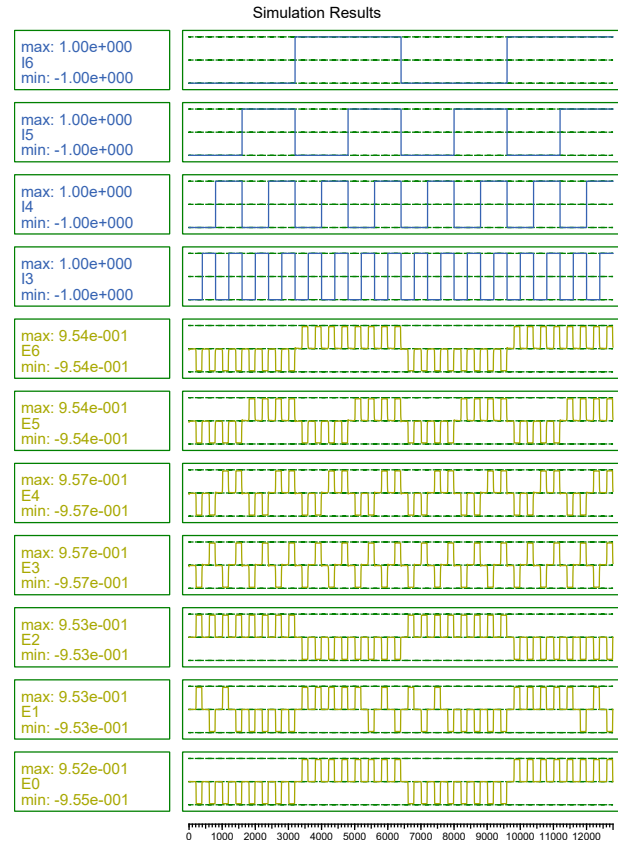 Simulation Results
max: 1.00e+000
I6
min: -1.00e+000
max: 1.00e+000
I5
min: -1.00e+000
max: 1.00e+000
I4
min: -1.00e+000
max: 1.00e+000
I3
min: -1.00e+000
max: 9.54e-001
E6
min: -9.54e-001
max: 9.54e-001
E5
min: -9.54e-001
max: 9.57e-001
E4
min: -9.57e-001
max: 9.57e-001
E3
min: -9.57e-001
max: 9.53e-001
E2
min: -9.53e-001
max: 9.53e-001
E1
min: -9.53e-001
max: 9.52e-001
E0
min: -9.55e-001
0 1000 2000 3000 4000 5000 6000 7000 8000 9000 10000 11000 12000